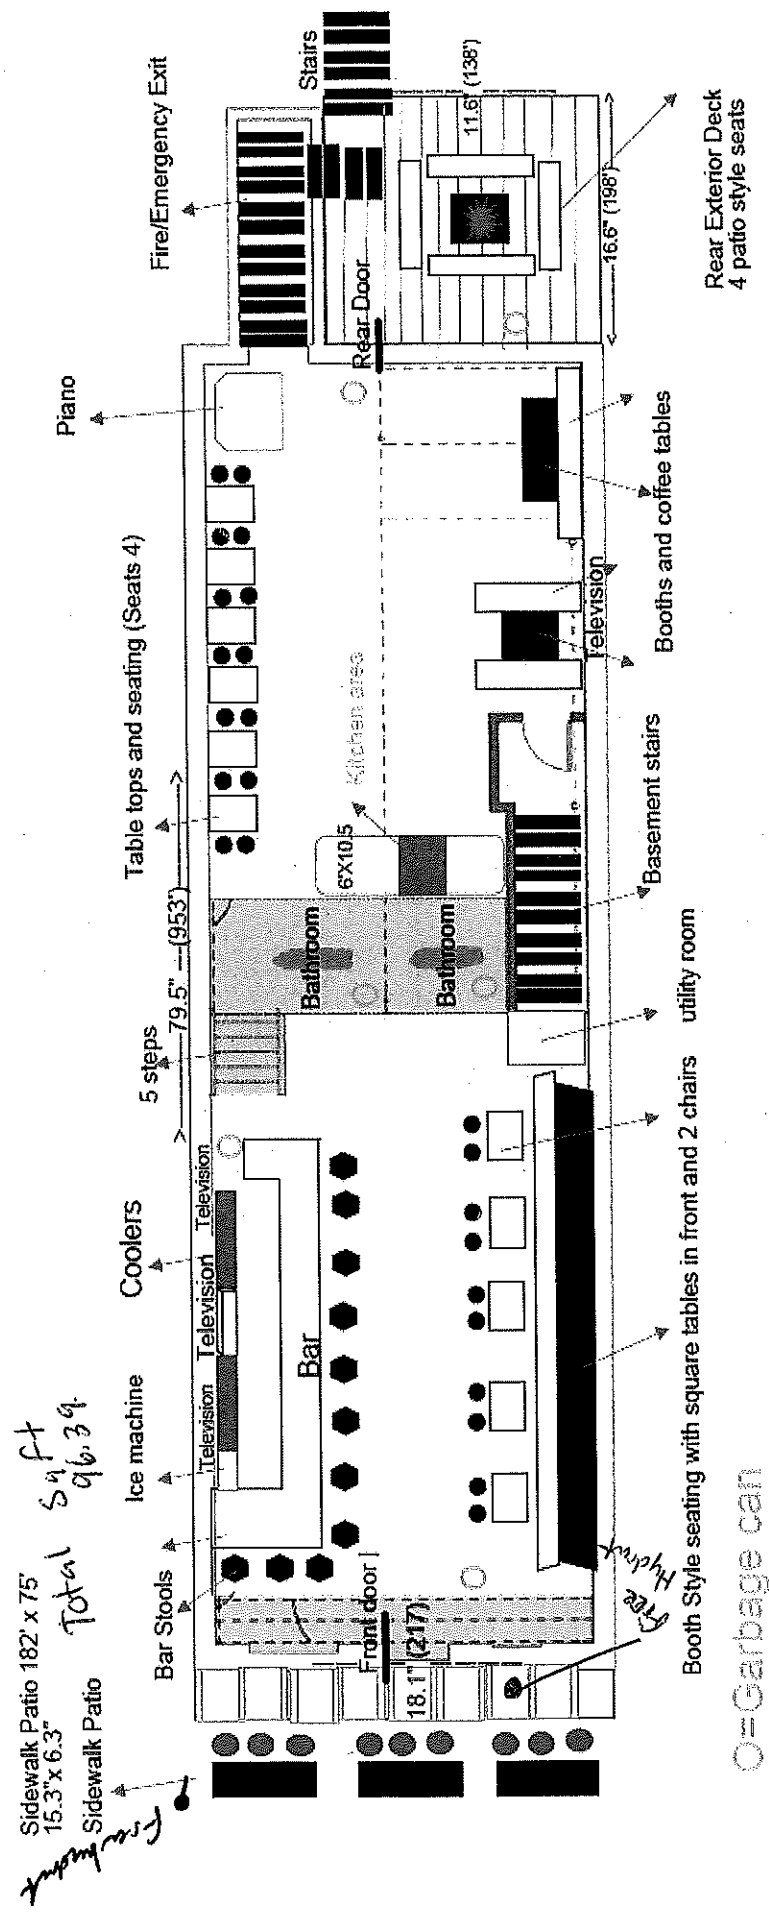 Sidewalk Patio 182' x 75'
15.3"x 6.3"
Total Sq ft
96.39.
Sidewalk Patio
Bar Stools
Ice machine
Coolers
5 steps
79.5" (953')
Table tops and seating (Seats 4)
Piano
Fire/Emergency Exit
Stairs
Television
Television
Television
Bar
Bathroom
Bathroom
6'X10.5
Kitchen area
Rear Door
11.6" (138')
16.6" (198')
Front door
18.1" (217)
Television
Hydrant
Booth Style seating with square tables in front and 2 chairs
utility room
Basement stairs
Booths and coffee tables
Rear Exterior Deck
4 patio style seats
O=Garbage can